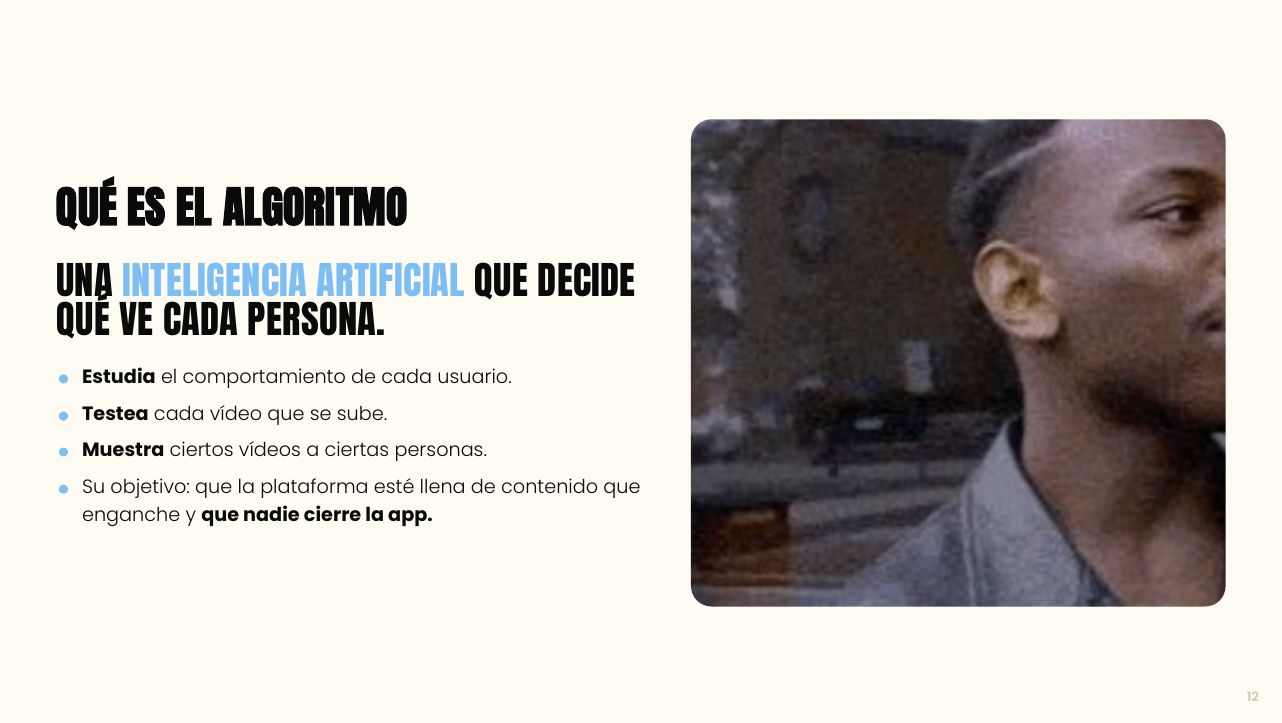 QUÉ ES EL ALGORITMO
UNA INTELIGENCIA ARTIFICIAL QUE DECIDE
QUÉ VE CADA PERSONA.
Estudia el comportamiento de cada usuario.
Testea cada vídeo que se sube.
Muestra ciertos vídeos a ciertas personas.
Su objetivo: que la plataforma esté llena de contenido que
enganche y que nadie cierre la app.
12